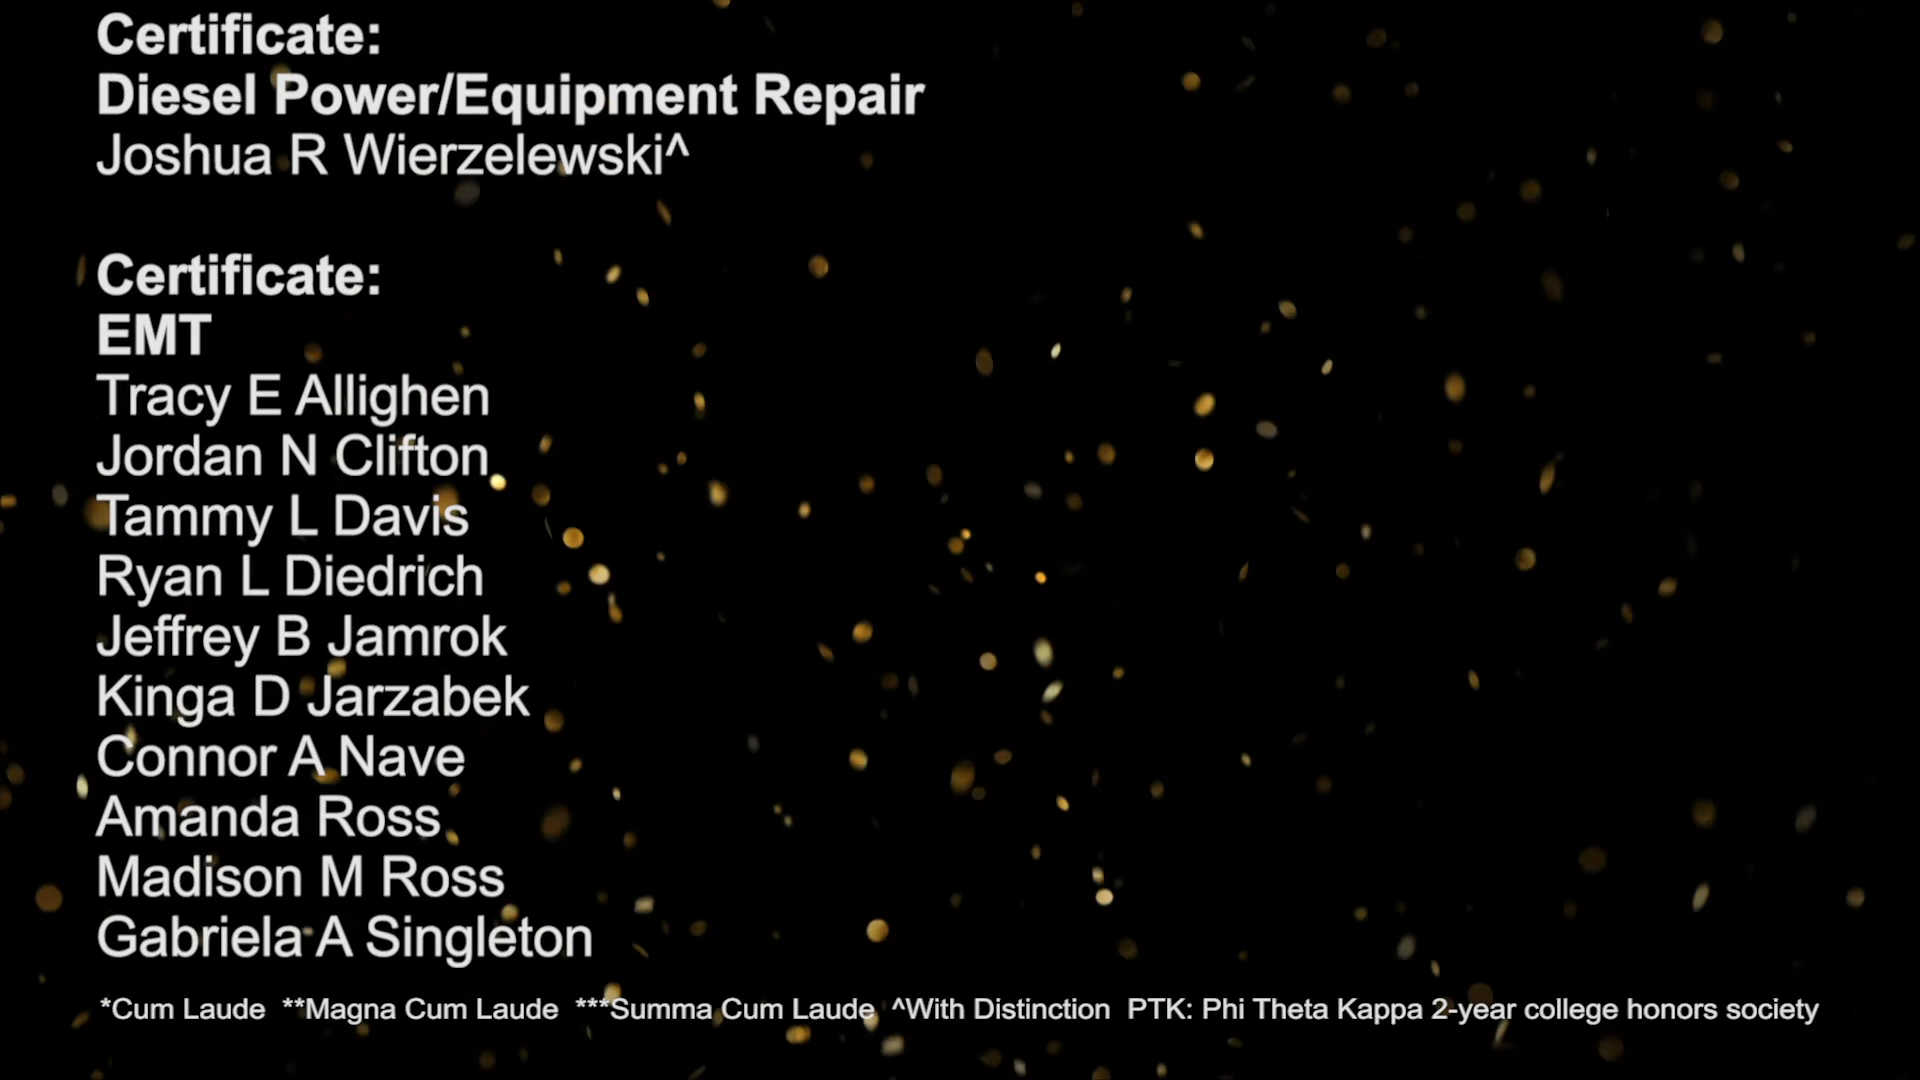 Certificate:
Diesel Power/Equipment Repair
Joshua R Wierzelewski^
Certificate:
EMT
Tracy E Allighen
Jordan N Clifton
Tammy L Davis
Ryan L Diedrich
Jeffrey B Jamrok
Kinga D Jarzabek
Connor A Nave
Amanda Ross
Madison M Ross
Gabriela A Singleton
*Cum Laude  **Magna Cum Laude  ***Summa Cum Laude  ^With Distinction  PTK: Phi Theta Kappa 2-year college honors society